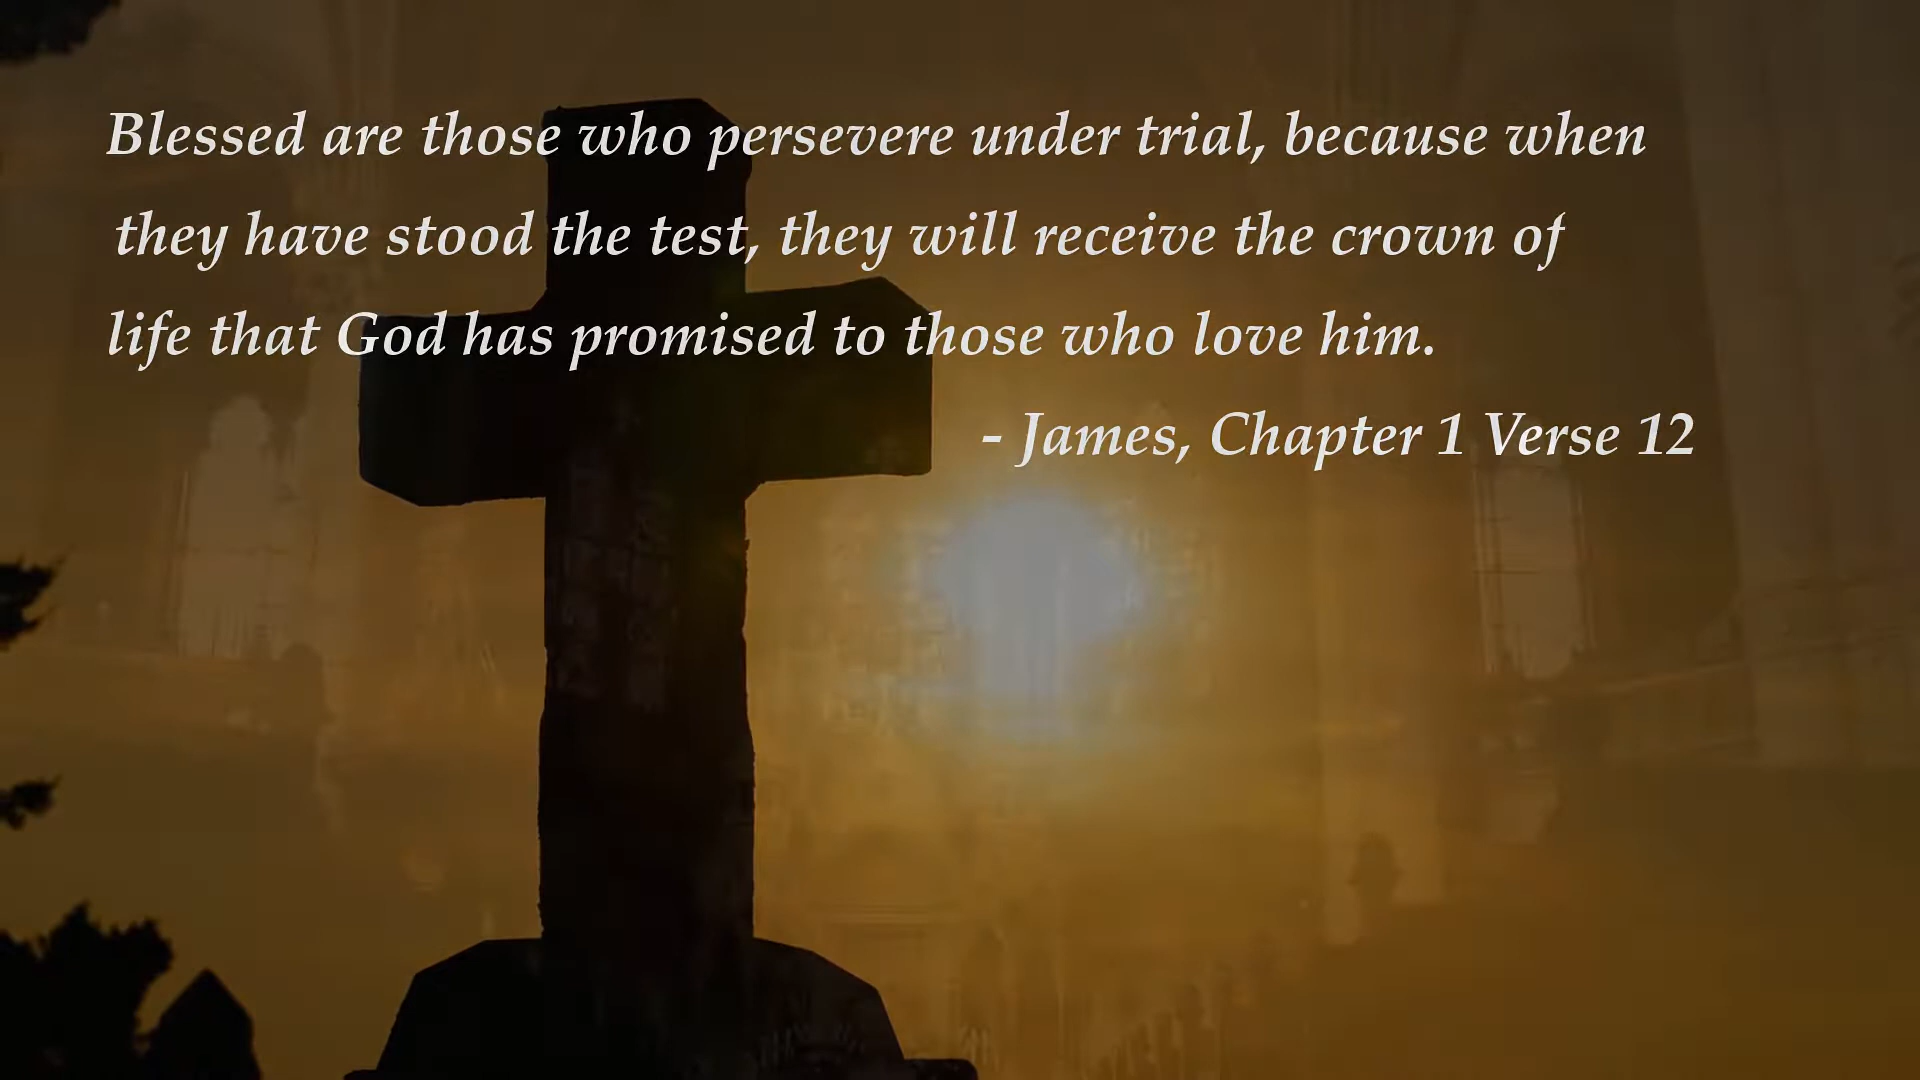 Blessed are those who persevere under trial, because when
they have stood the test, they will receive the crown of
life that God has promised to those who love him.
- James, Chapter 1 Verse 12